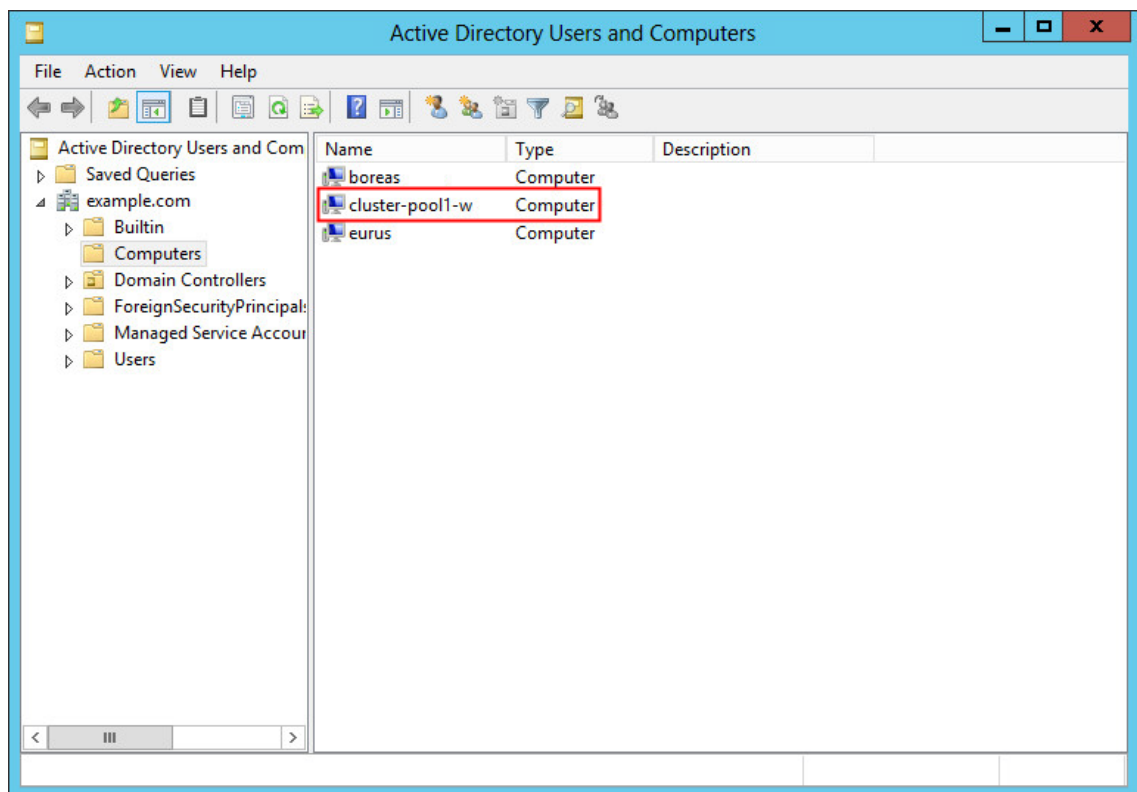 Active Directory Users and Computers
File Action View Help
Active Directory Users and Com
Saved Queries
example.com
Builtin
Computers
Domain Controllers
ForeignSecurityPrincipal:
Managed Service Accour
Users
Name Type Description
boreas Computer
cluster-pool1-w Computer
eurus Computer